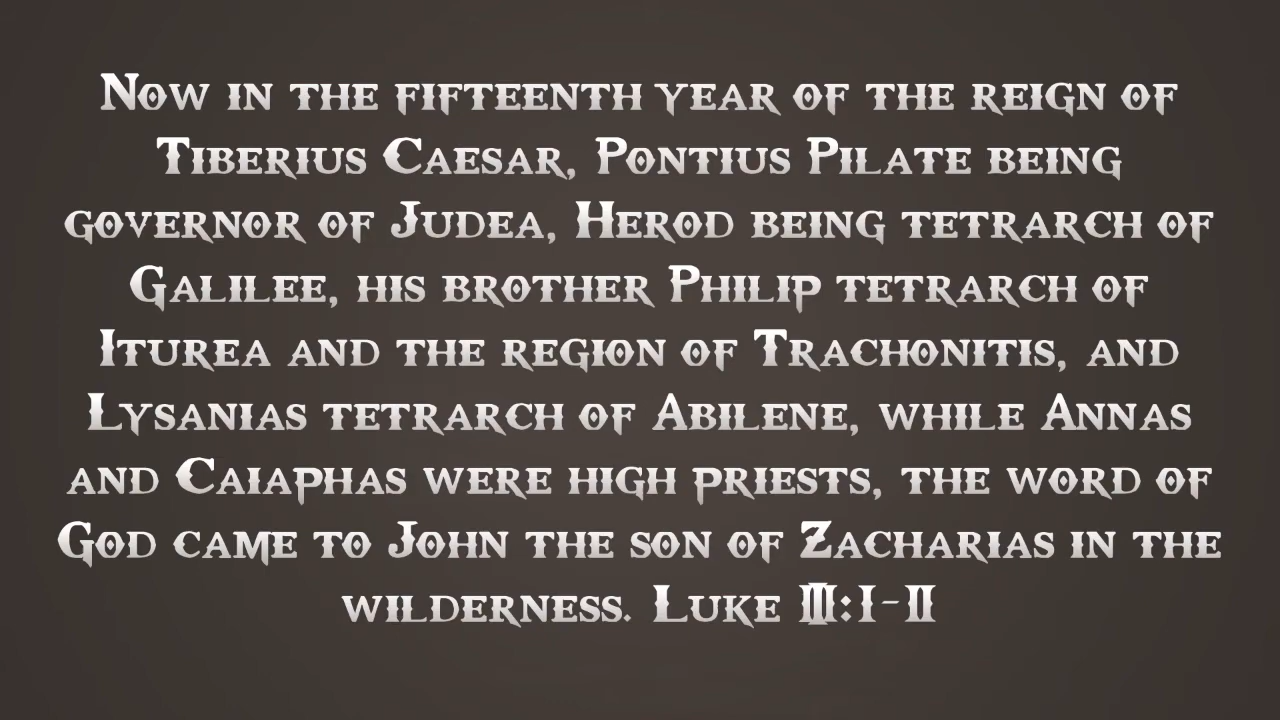 Now in the fifteenth year of the reign of
Tiberius Caesar, Pontius Pilate being
governor of Judea, Herod being tetrarch of
Galilee, his brother Philip tetrarch of
Iturea and the region of Trachonitis, and
Lysanias tetrarch of Abilene, while Annas
and Caiaphas were high priests, the word of
God came to John the son of Zacharias in the
wilderness. Luke III:I-II